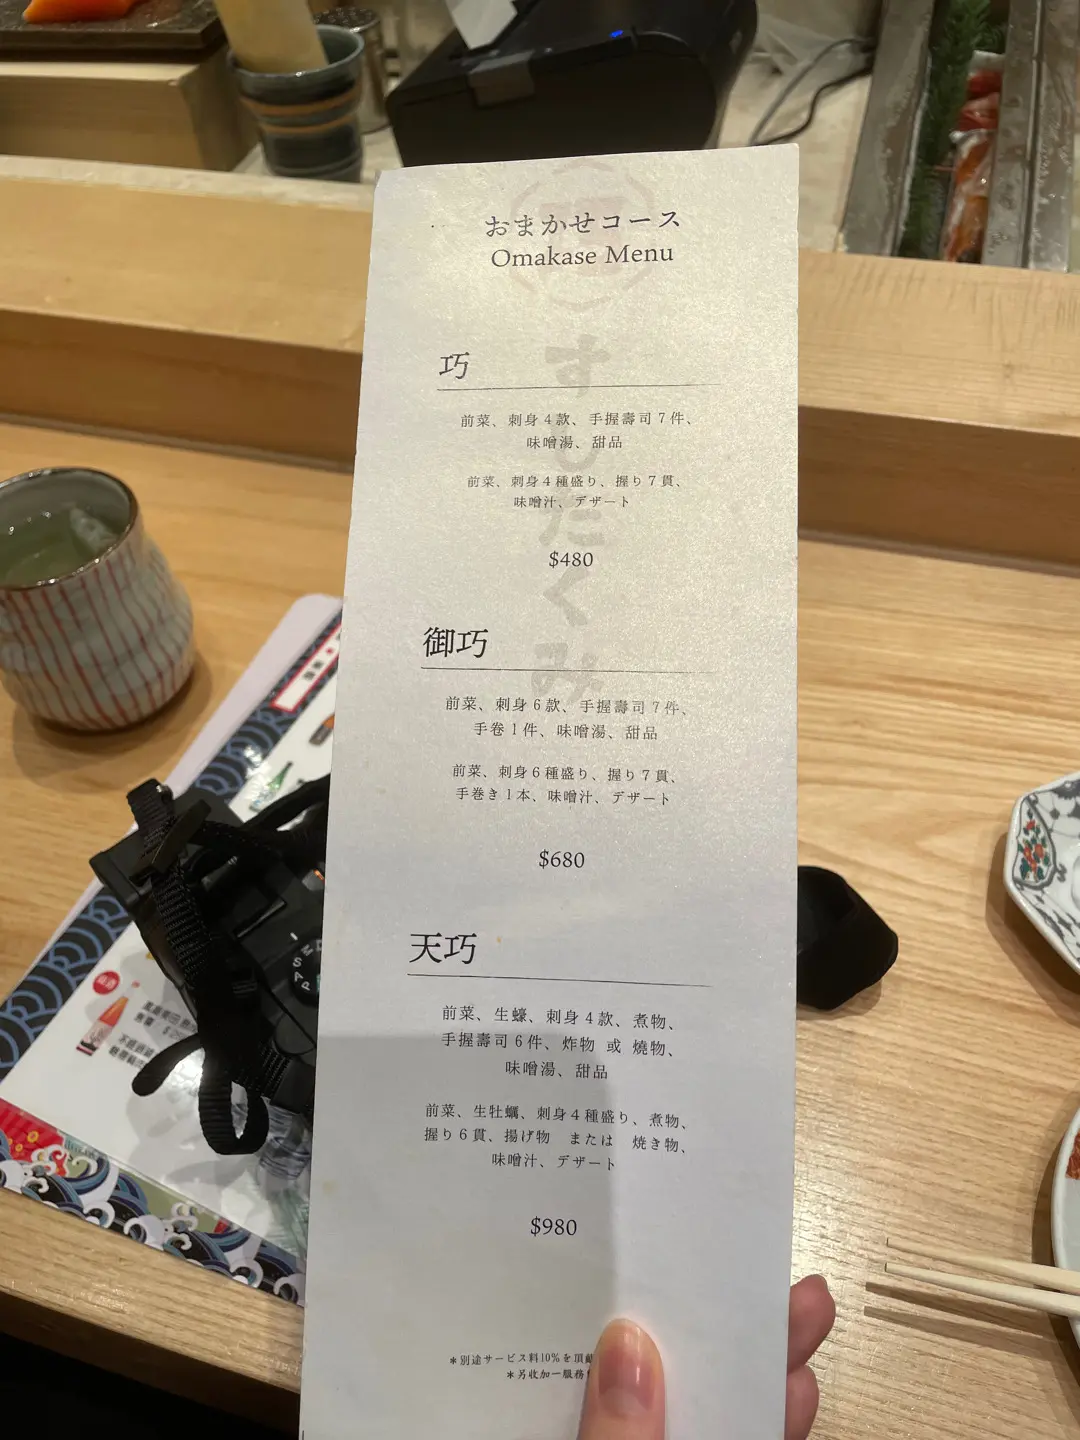 おまかせコース
Omakase Menu
すしたくみ
巧
前菜、刺身4款、手握壽司7件、
味噌湯、甜品
前菜、刺身4種盛り、握り7貫、
味噌汁、デザート
$480
御巧
前菜、刺身6款、手握壽司7件、
手卷1件、味噌湯、甜品
前菜、刺身6種盛り、握り7貫、
手巻き1本、味噌汁、デザート
$680
天巧
前菜、生蠔、刺身4款、煮物、
手握壽司6件、炸物 或 燒物、
味噌湯、甜品
前菜、生牡蠣、刺身4種盛り、煮物、
握り6貫、揚げ物 または 焼き物、
味噌汁、デザート
$980
*別途サービス料10%を頂
*另收加一服務